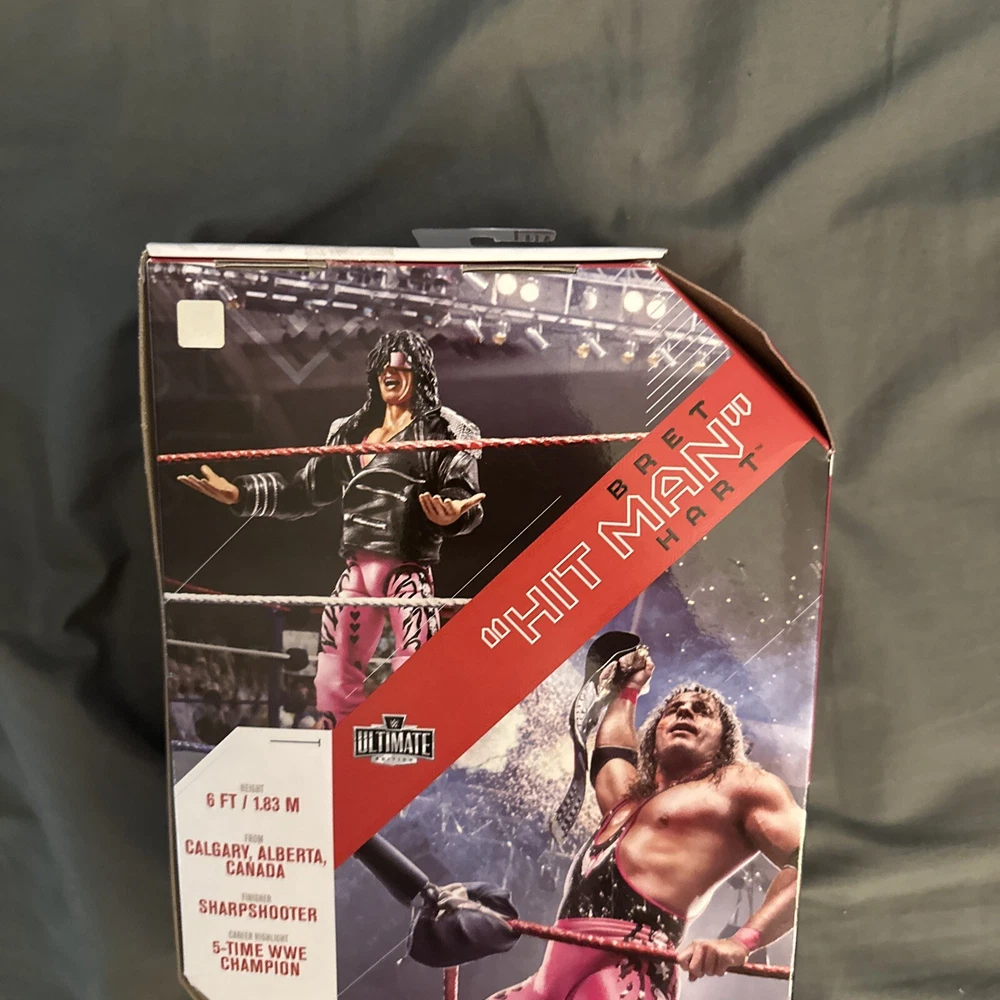 BRET
"HIT MAN"
HART™
W
ULTIMATE
EDITION
HEIGHT
6 FT / 1.83 M
FROM
CALGARY, ALBERTA,
CANADA
FINISHER
SHARPSHOOTER
CAREER HIGHLIGHT
5-TIME WWE
CHAMPION